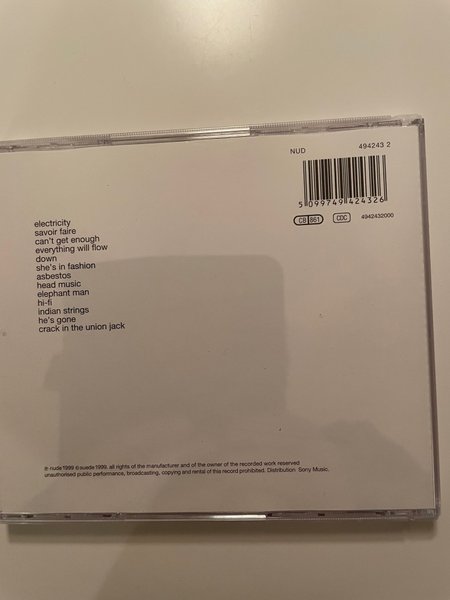 NUD 494243 2
5 099749 424326
CB 861 CDC 4942432000
electricity
savoir faire
can't get enough
everything will flow
down
she's in fashion
asbestos
head music
elephant man
hi-fi
indian strings
he's gone
crack in the union jack
℗ nude 1999 © suede 1999. all rights of the manufacturer and of the owner of the recorded work reserved
unauthorised public performance, broadcasting, copying and rental of this record prohibited. Distribution Sony Music.